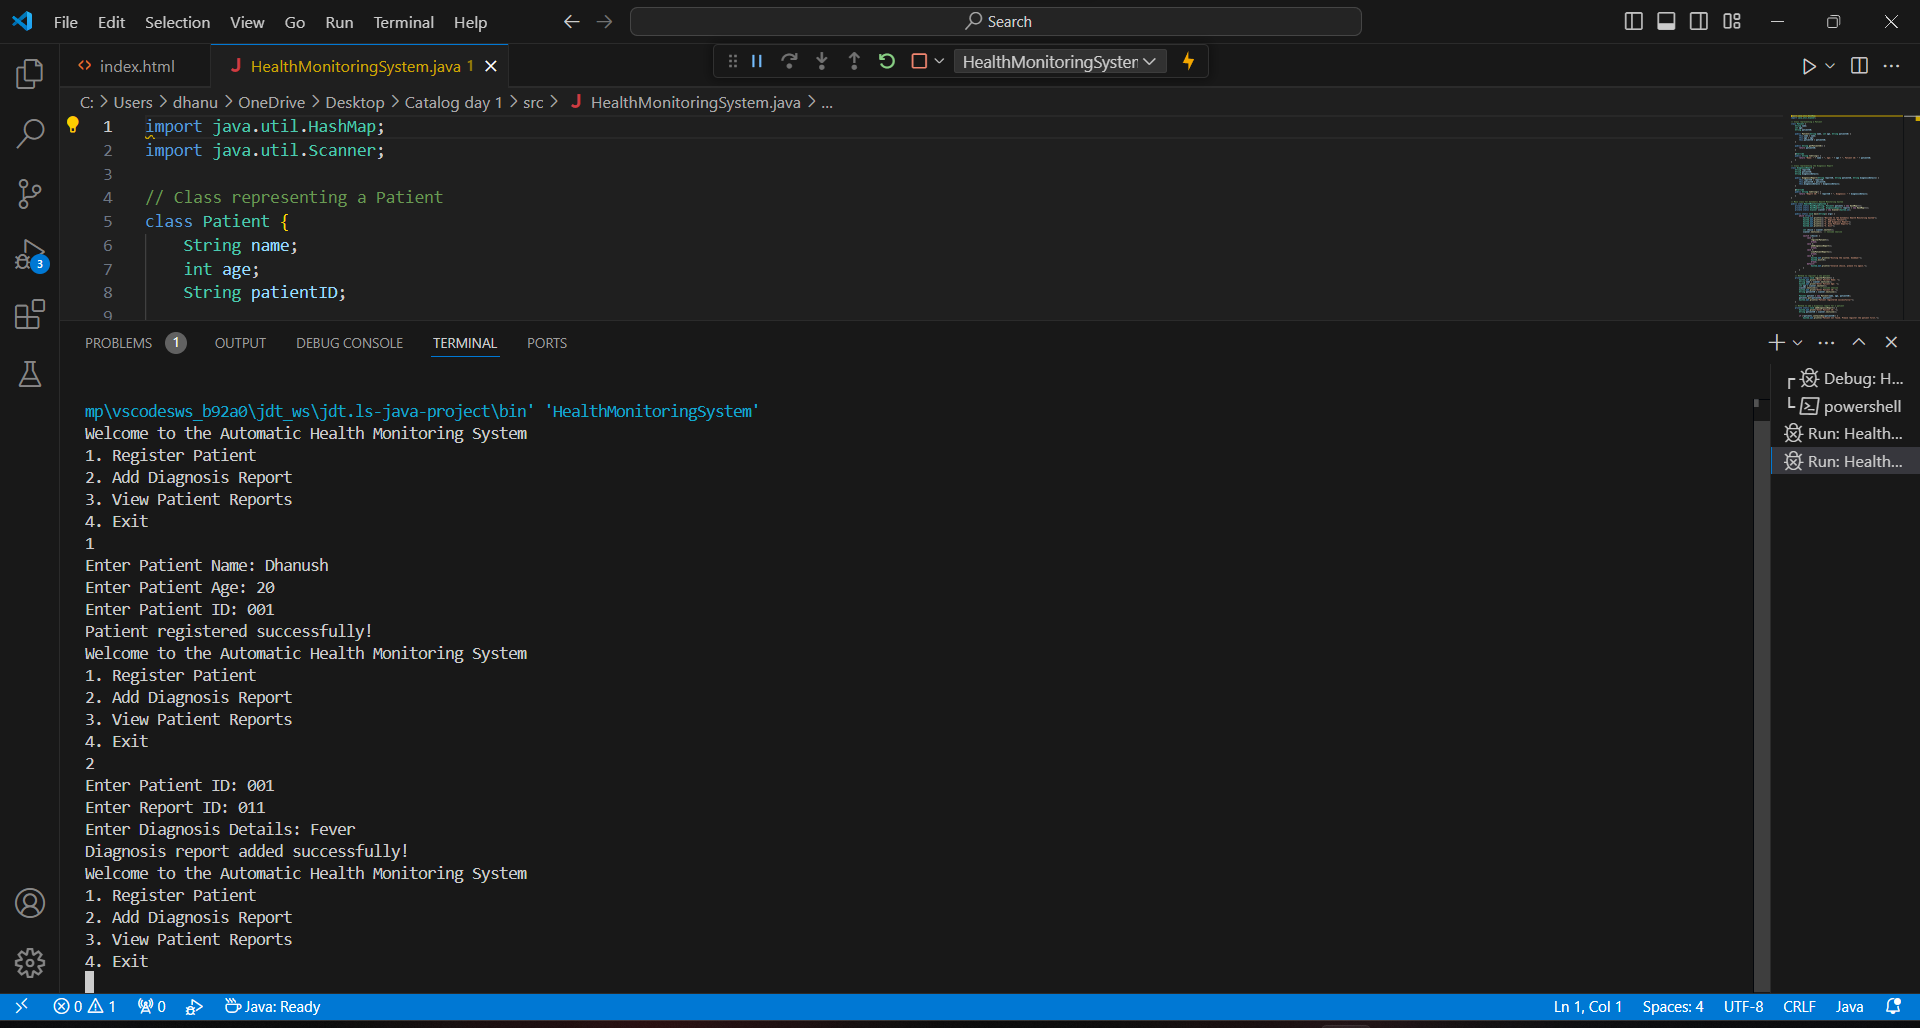 File Edit Selection View Go Run Terminal Help Search
index.html HealthMonitoringSystem.java 1 HealthMonitoringSystem
C: > Users > dhanu > OneDrive > Desktop > Catalog day 1 > src > J HealthMonitoringSystem.java > ...
1 import java.util.HashMap;
2 import java.util.Scanner;
3
4 // Class representing a Patient
5 class Patient {
6 String name;
7 int age;
8 String patientID;
9
PROBLEMS 1 OUTPUT DEBUG CONSOLE TERMINAL PORTS
mp\vscodesws_b92a0\jdt_ws\jdt.ls-java-project\bin' 'HealthMonitoringSystem'
Welcome to the Automatic Health Monitoring System
1. Register Patient
2. Add Diagnosis Report
3. View Patient Reports
4. Exit
1
Enter Patient Name: Dhanush
Enter Patient Age: 20
Enter Patient ID: 001
Patient registered successfully!
Welcome to the Automatic Health Monitoring System
1. Register Patient
2. Add Diagnosis Report
3. View Patient Reports
4. Exit
2
Enter Patient ID: 001
Enter Report ID: 011
Enter Diagnosis Details: Fever
Diagnosis report added successfully!
Welcome to the Automatic Health Monitoring System
1. Register Patient
2. Add Diagnosis Report
3. View Patient Reports
4. Exit
Debug: H...
powershell
Run: Health...
Run: Health...
3
0 1 0 Java: Ready Ln 1, Col 1 Spaces: 4 UTF-8 CRLF Java